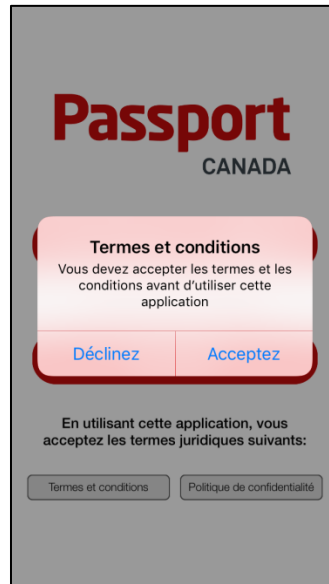 Passport
CANADA
Termes et conditions
Vous devez accepter les termes et les
conditions avant d'utiliser cette
application
Déclinez Acceptez
En utilisant cette application, vous
acceptez les termes juridiques suivants:
Termes et conditions Politique de confidentialité